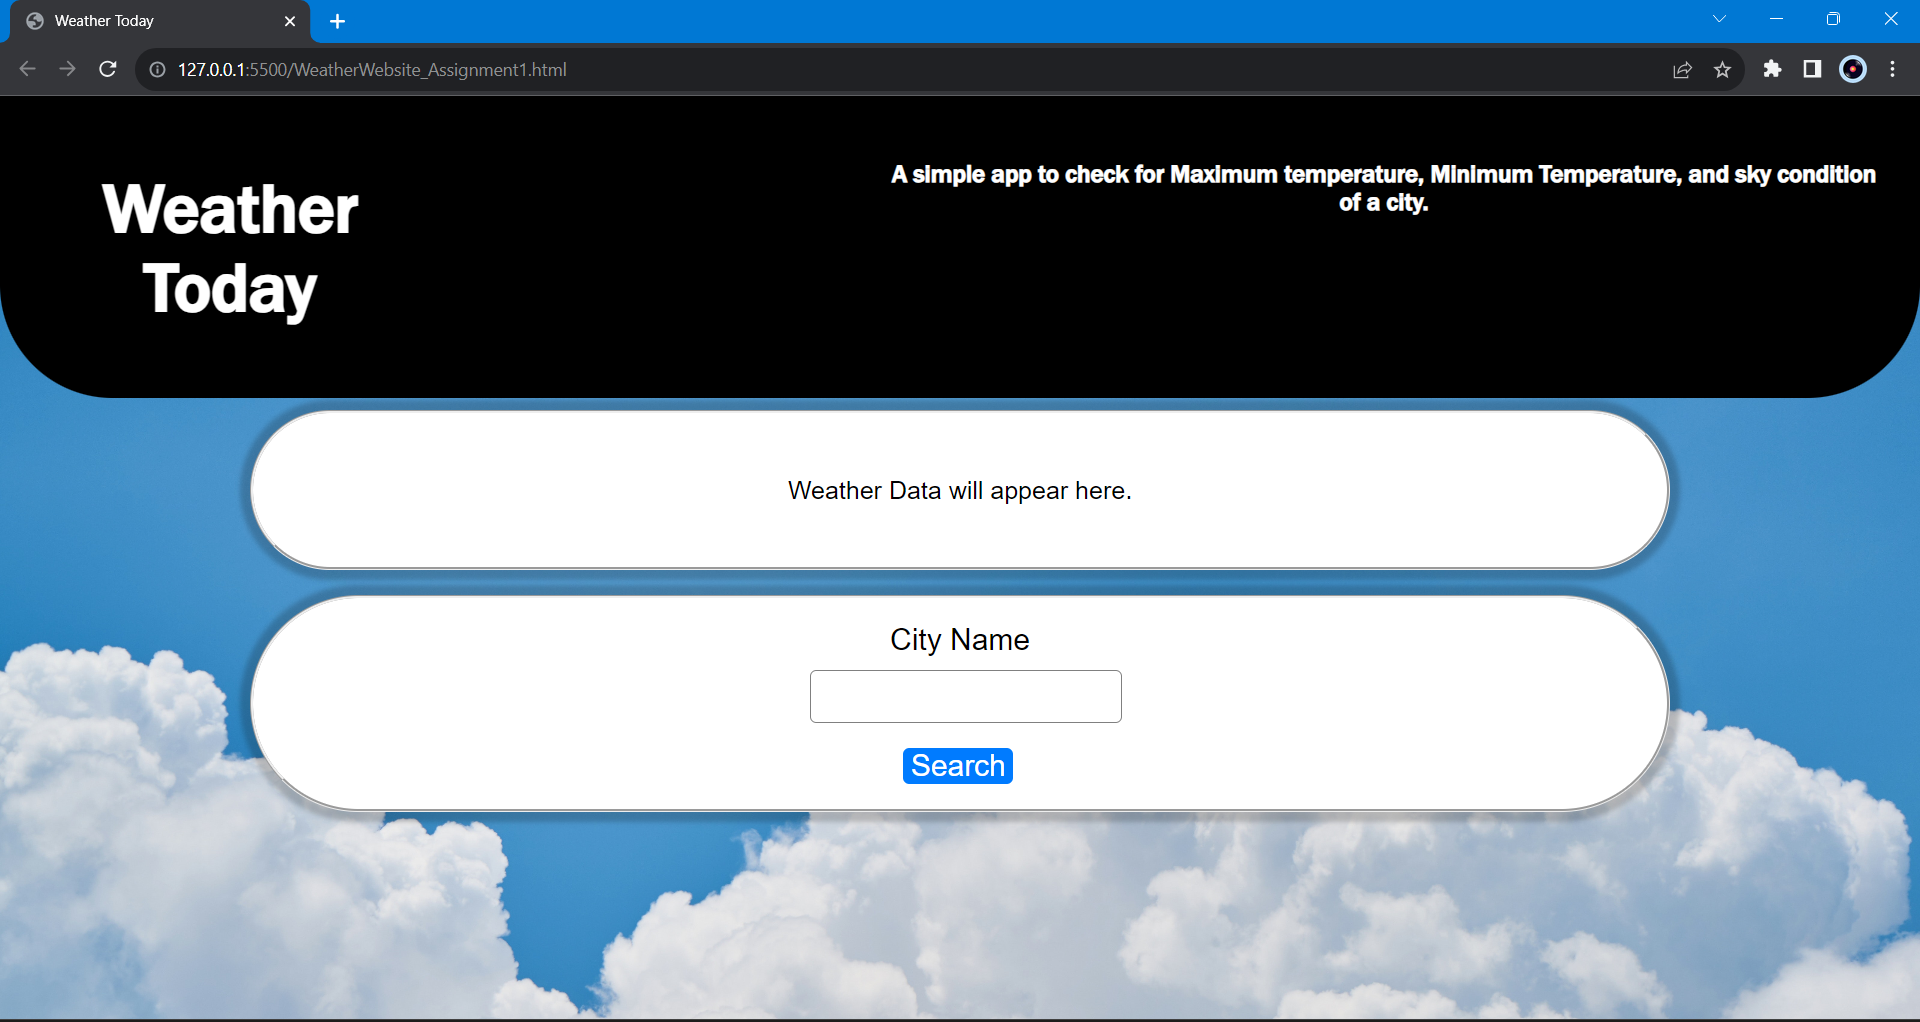 Weather Today
127.0.0.1:5500/WeatherWebsite_Assignment1.html
Weather
Today
A simple app to check for Maximum temperature, Minimum Temperature, and sky condition
of a city.
Weather Data will appear here.
City Name
Search